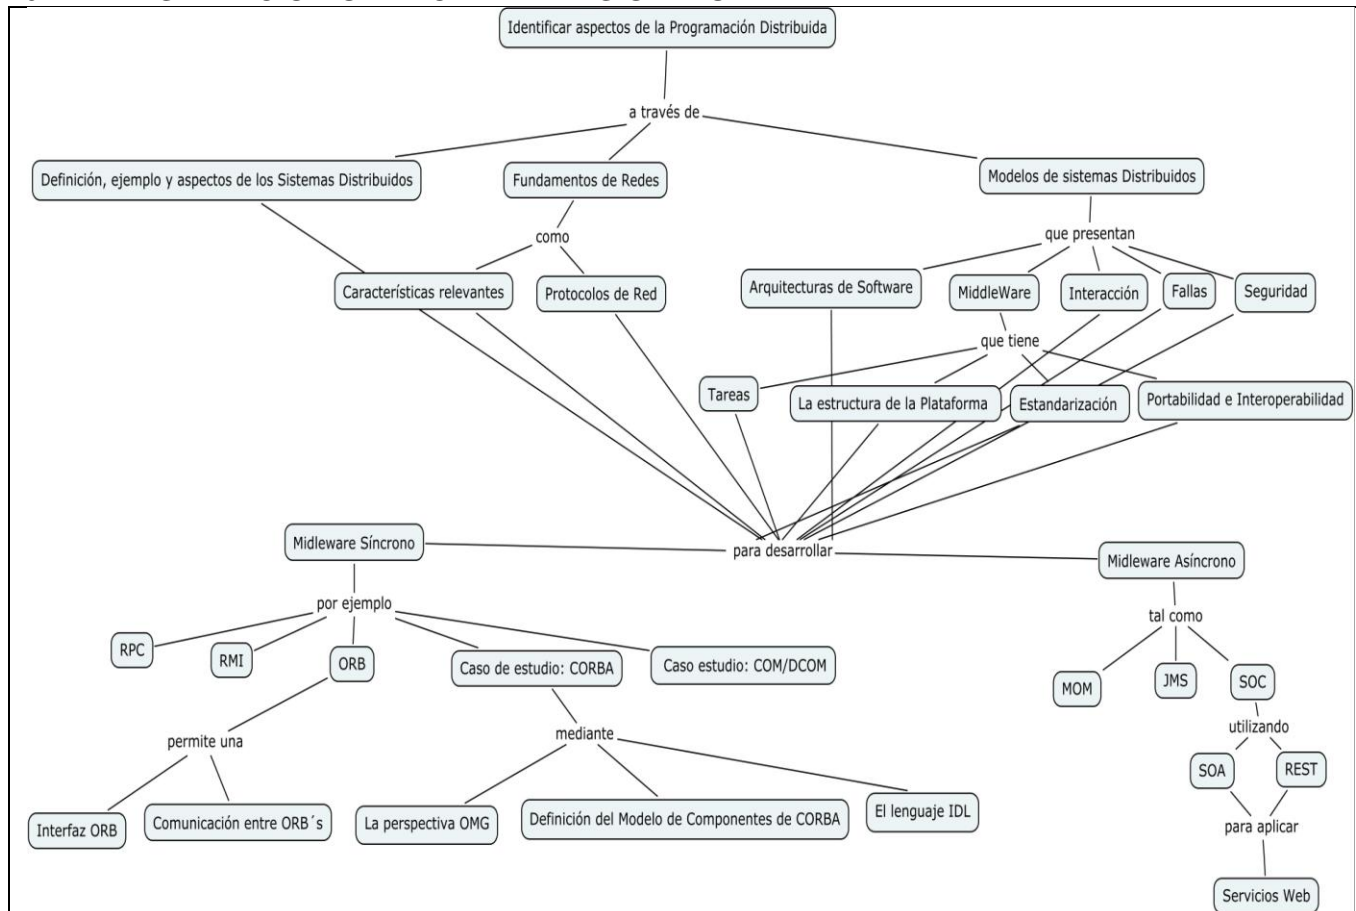 Identificar aspectos de la Programación Distribuida
a través de
Definición, ejemplo y aspectos de los Sistemas Distribuidos
Fundamentos de Redes
Modelos de sistemas Distribuidos
como
que presentan
Características relevantes
Protocolos de Red
Arquitecturas de Software
MiddleWare
Interacción
Fallas
Seguridad
que tiene
Tareas
La estructura de la Plataforma
Estandarización
Portabilidad e Interoperabilidad
Midleware Síncrono
para desarrollar
Midleware Asíncrono
por ejemplo
tal como
RPC
RMI
ORB
Caso de estudio: CORBA
Caso estudio: COM/DCOM
MOM
JMS
SOC
permite una
mediante
utilizando
SOA
REST
Interfaz ORB
Comunicación entre ORB´s
La perspectiva OMG
Definición del Modelo de Componentes de CORBA
El lenguaje IDL
para aplicar
Servicios Web